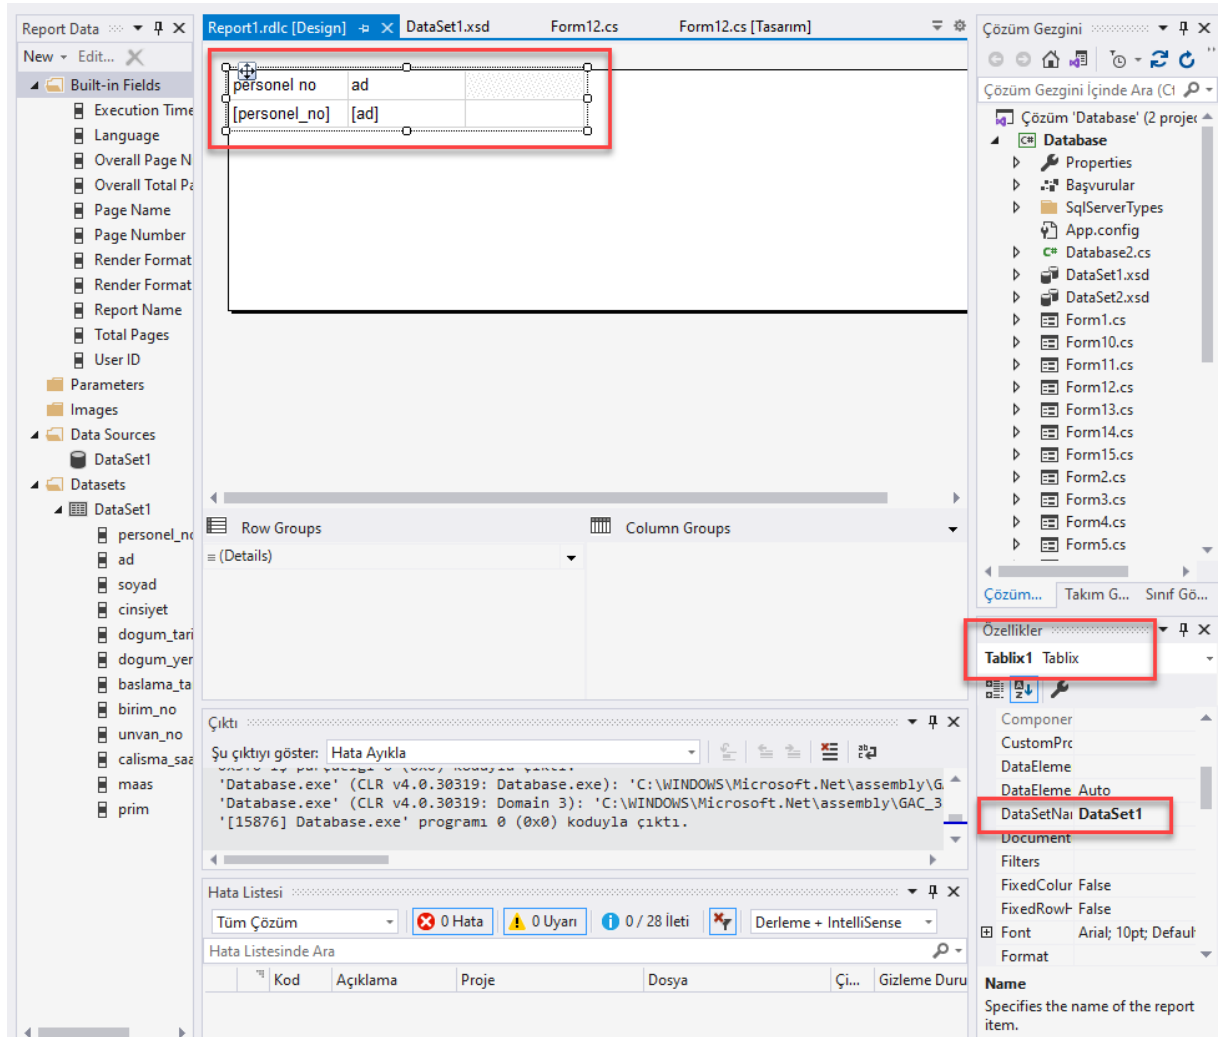 Report Data
New
Edit...
Built-in Fields
Execution Time
Language
Overall Page N
Overall Total Pa
Page Name
Page Number
Render Format
Render Format
Report Name
Total Pages
User ID
Parameters
Images
Data Sources
DataSet1
Datasets
DataSet1
personel_no
ad
soyad
cinsiyet
dogum_tari
dogum_yer
baslama_ta
birim_no
unvan_no
calisma_saa
maas
prim
Report1.rdlc [Design]
DataSet1.xsd
Form12.cs
Form12.cs [Tasarım]
personel no ad
[personel_no] [ad]
Row Groups
Column Groups
(Details)
Çıktı
Şu çıktıyı göster: Hata Ayıkla
'Database.exe' (CLR v4.0.30319: Database.exe): 'C:\WINDOWS\Microsoft.Net\assembly\G
'Database.exe' (CLR v4.0.30319: Domain 3): 'C:\WINDOWS\Microsoft.Net\assembly\GAC_3
'[15876] Database.exe' programı 0 (0x0) koduyla çıktı.
Hata Listesi
Tüm Çözüm
0 Hata
0 Uyarı
0 / 28 İleti
Derleme + IntelliSense
Hata Listesinde Ara
Kod Açıklama Proje Dosya Çi... Gizleme Duru
Çözüm Gezgini
Çözüm Gezgini İçinde Ara (Ct
Çözüm 'Database' (2 projec
C# Database
Properties
Başvurular
SqlServerTypes
App.config
C# Database2.cs
DataSet1.xsd
DataSet2.xsd
Form1.cs
Form10.cs
Form11.cs
Form12.cs
Form13.cs
Form14.cs
Form15.cs
Form2.cs
Form3.cs
Form4.cs
Form5.cs
Çözüm... Takım G... Sınıf Gö...
Özellikler
Tablix1 Tablix
Componer
CustomPrc
DataEleme
DataEleme Auto
DataSetNar DataSet1
Document
Filters
FixedColur False
FixedRowH False
Font Arial; 10pt; Default
Format
Name
Specifies the name of the report
item.